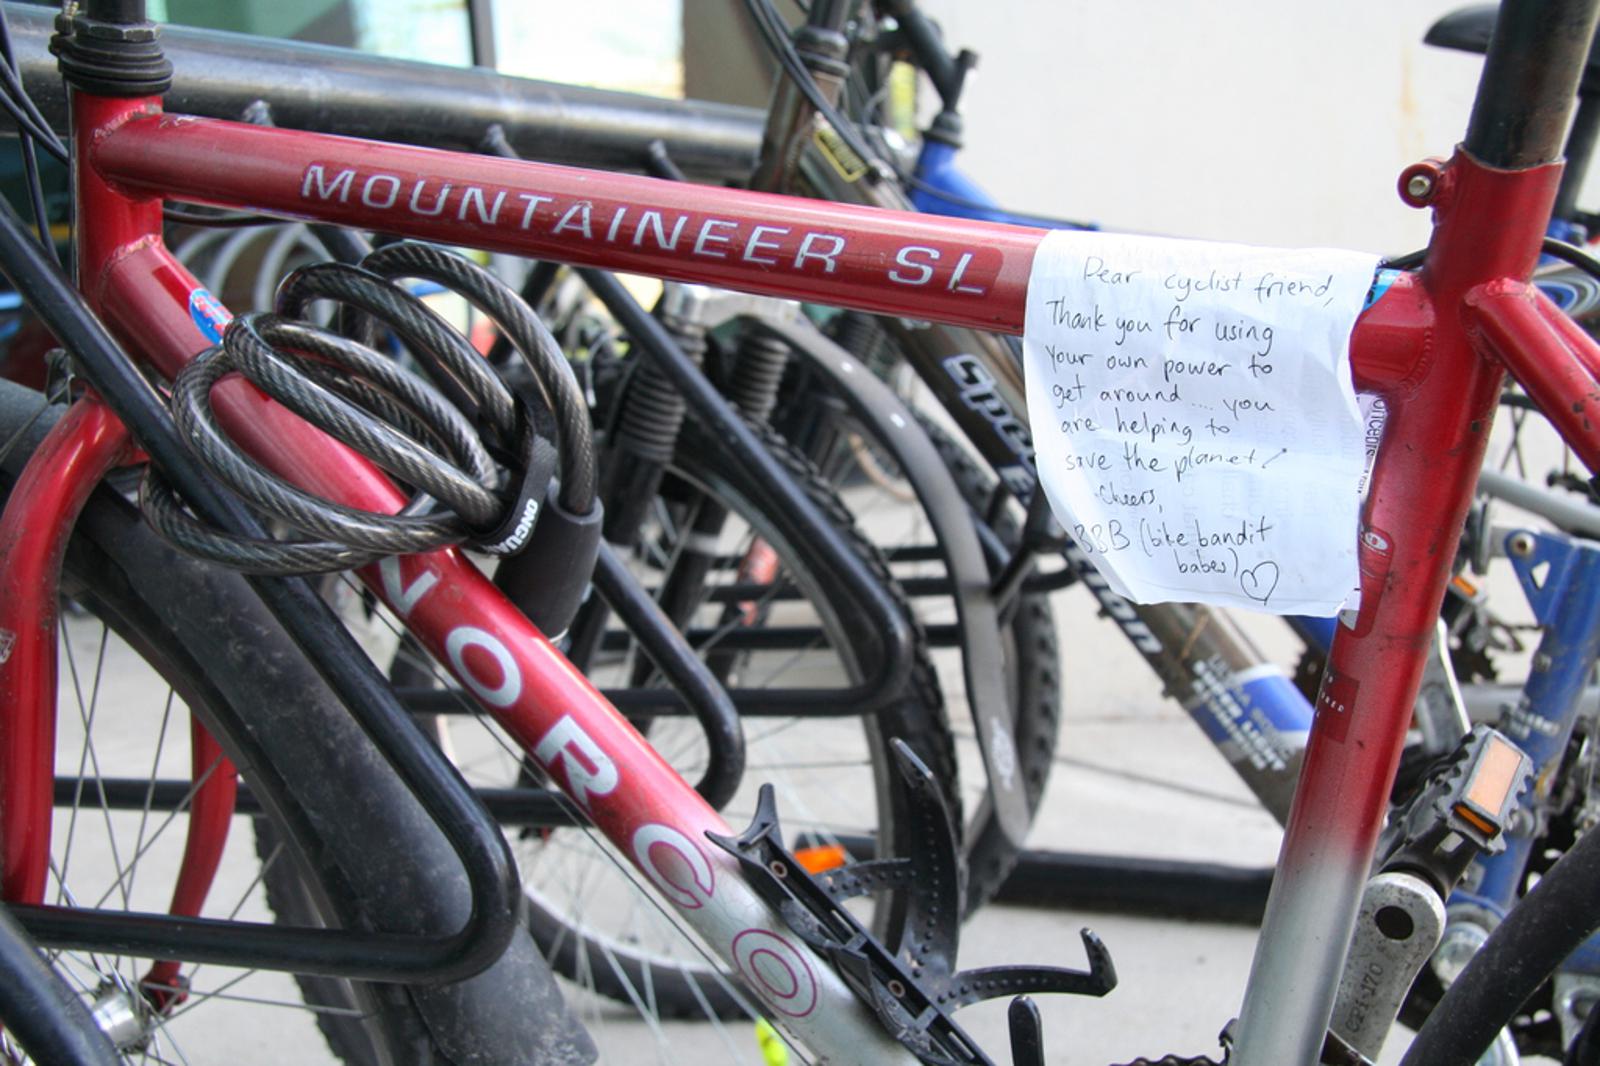 MOUNTAINEER SL
Dear cyclist friend,
Thank you for using
your own power to
get around.... you
are helping to
save the planet!
Cheers,
BBB (bike bandit
babes) ♡
NORCO